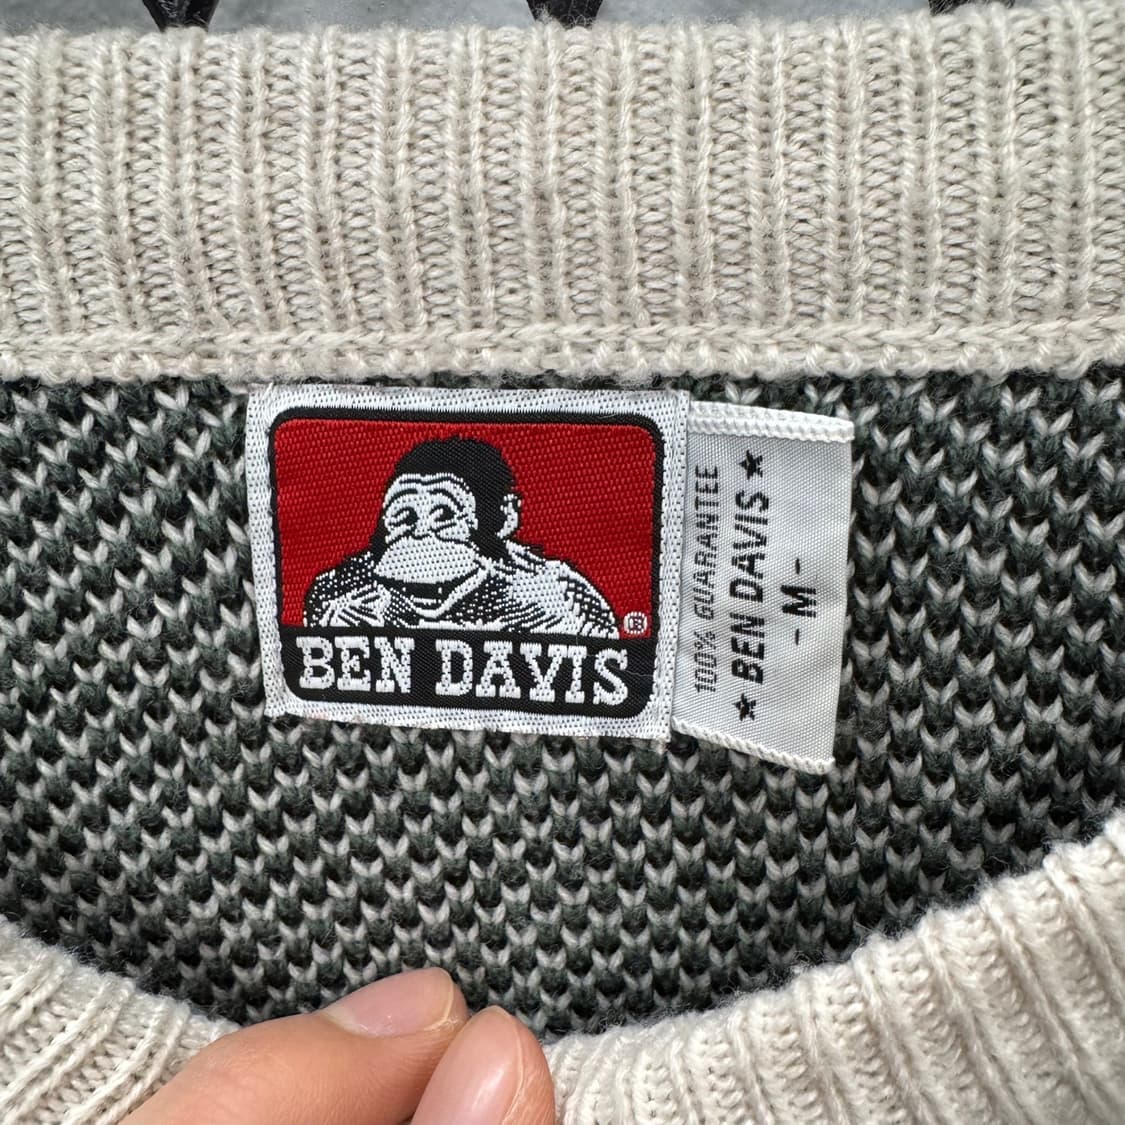 ®
BEN DAVIS
100% GUARANTEE
★ BEN DAVIS ★
- M -